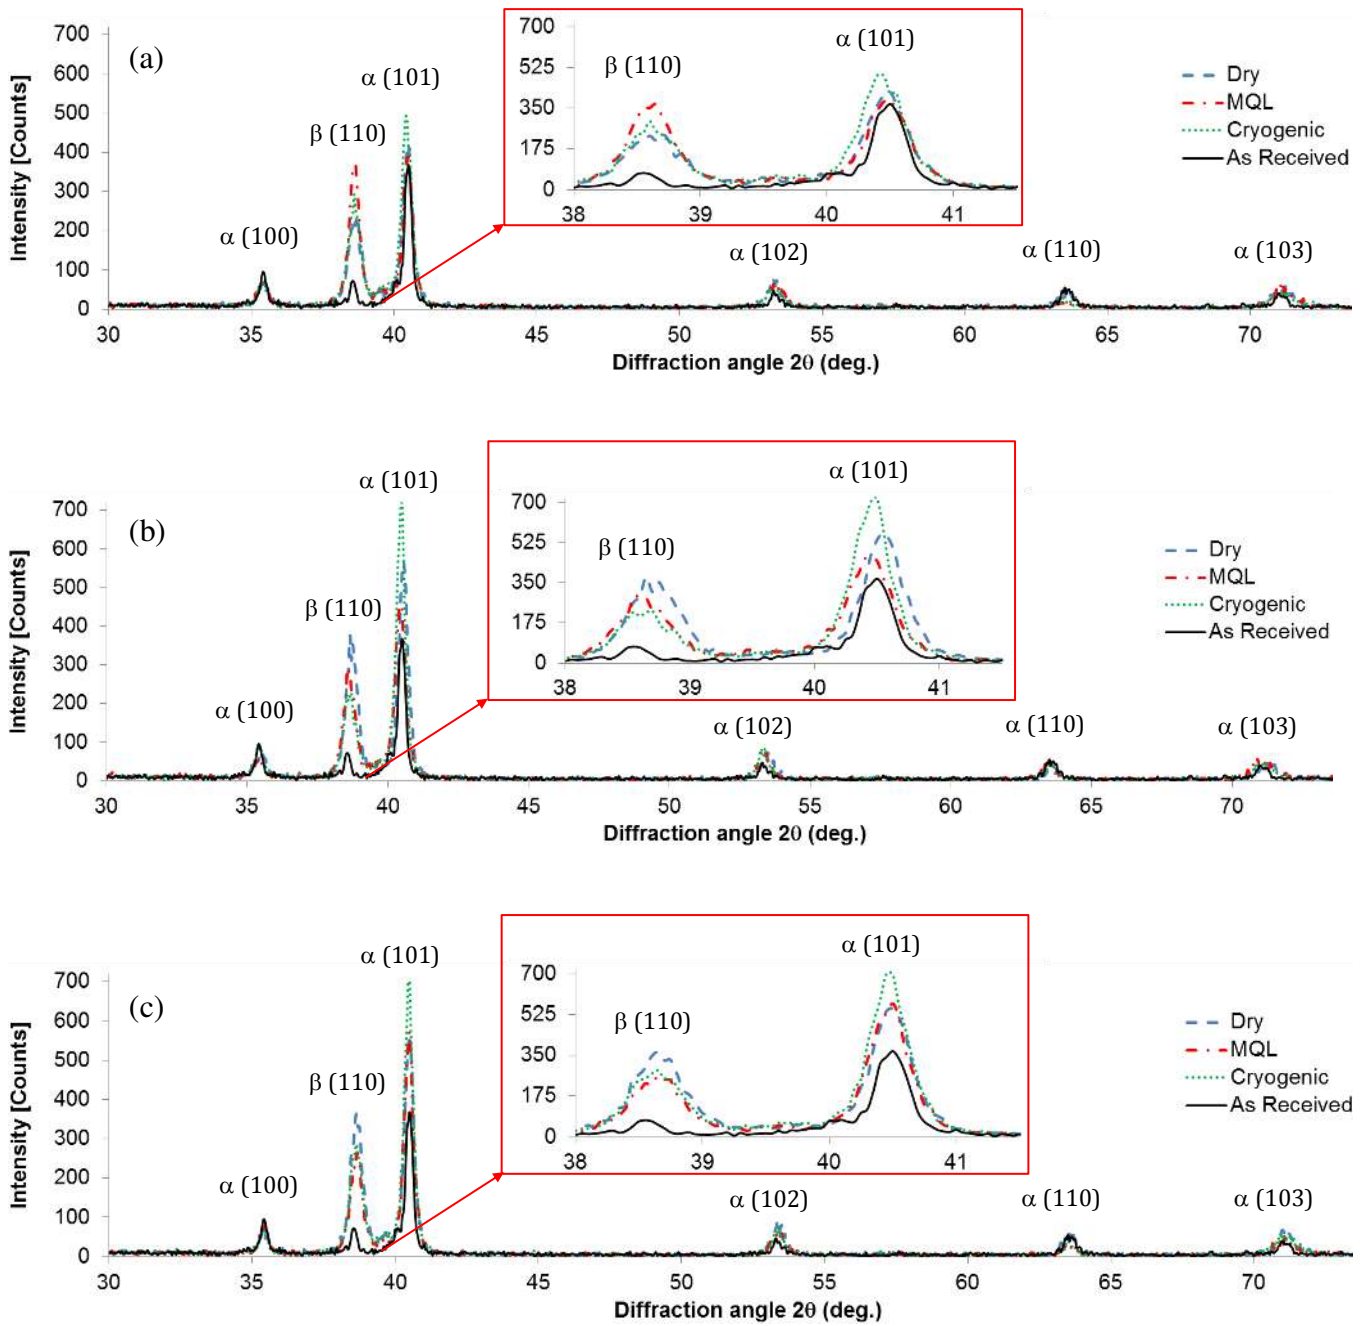 (a)
Intensity [Counts]
700
600
500
400
300
200
100
0
α (100)
β (110)
α (101)
700
525
350
175
0
β (110)
α (101)
38 39 40 41
Dry
MQL
Cryogenic
As Received
α (102)
α (110)
α (103)
30 35 40 45 50 55 60 65 70
Diffraction angle 2θ (deg.)
(b)
Intensity [Counts]
700
600
500
400
300
200
100
0
α (100)
β (110)
α (101)
700
525
350
175
0
β (110)
α (101)
38 39 40 41
Dry
MQL
Cryogenic
As Received
α (102)
α (110)
α (103)
30 35 40 45 50 55 60 65 70
Diffraction angle 2θ (deg.)
(c)
Intensity [Counts]
700
600
500
400
300
200
100
0
α (100)
β (110)
α (101)
700
525
350
175
0
β (110)
α (101)
38 39 40 41
Dry
MQL
Cryogenic
As Received
α (102)
α (110)
α (103)
30 35 40 45 50 55 60 65 70
Diffraction angle 2θ (deg.)